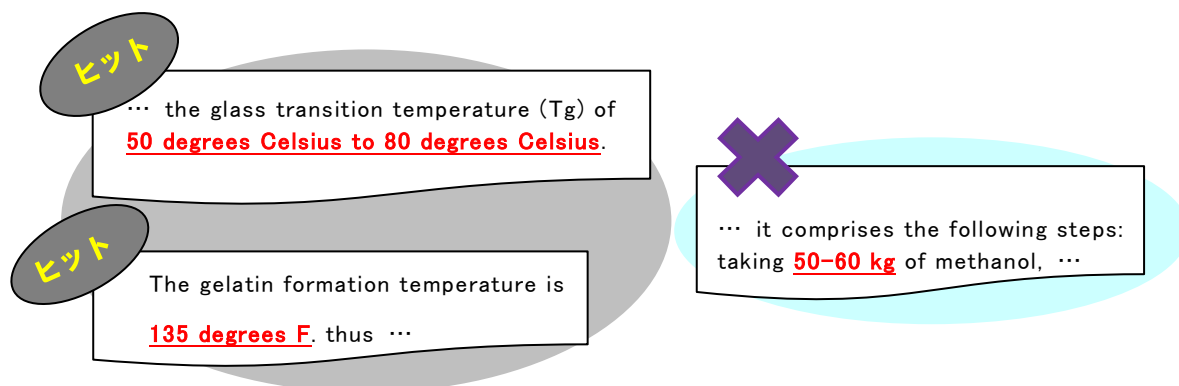 ヒット
… the glass transition temperature (Tg) of
50 degrees Celsius to 80 degrees Celsius.
ヒット
The gelatin formation temperature is
135 degrees F. thus …
… it comprises the following steps:
taking 50-60 kg of methanol, …